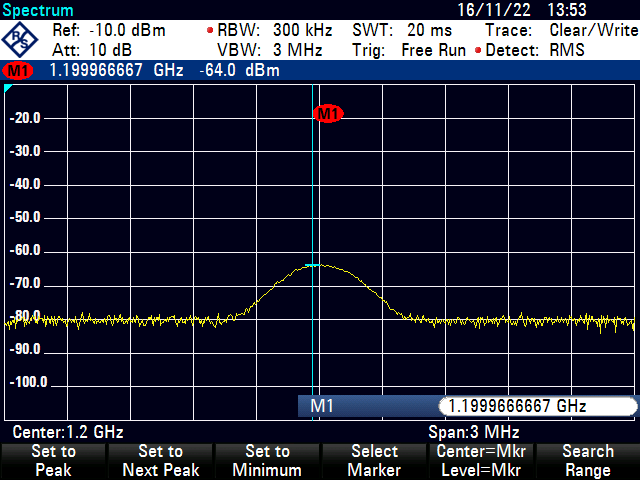 Spectrum 16/11/22 13:53
Ref: -10.0 dBm RBW: 300 kHz SWT: 20 ms Trace: Clear/Write
R&S Att: 10 dB VBW: 3 MHz Trig: Free Run Detect: RMS
M1 1.199966667 GHz -64.0 dBm
M1
-20.0
-30.0
-40.0
-50.0
-60.0
-70.0
-80.0
-90.0
-100.0
M1 1.1999666667 GHz
Center:1.2 GHz Span:3 MHz
Set to Peak
Set to Next Peak
Set to Minimum
Select Marker
Center=Mkr Level=Mkr
Search Range